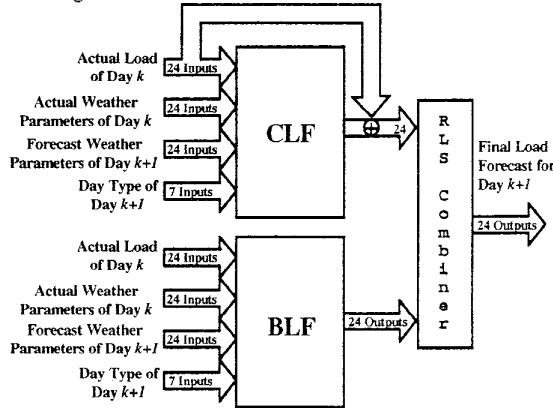 Actual Load
of Day k
24 Inputs
Actual Weather
Parameters of Day k
24 Inputs
Forecast Weather
Parameters of Day k+1
24 Inputs
Day Type of
Day k+1
7 Inputs
CLF
24
Actual Load
of Day k
24 Inputs
Actual Weather
Parameters of Day k
24 Inputs
Forecast Weather
Parameters of Day k+1
24 Inputs
Day Type of
Day k+1
7 Inputs
BLF
24 Outputs
RLS Combiner
Final Load
Forecast for
Day k+1
24 Outputs